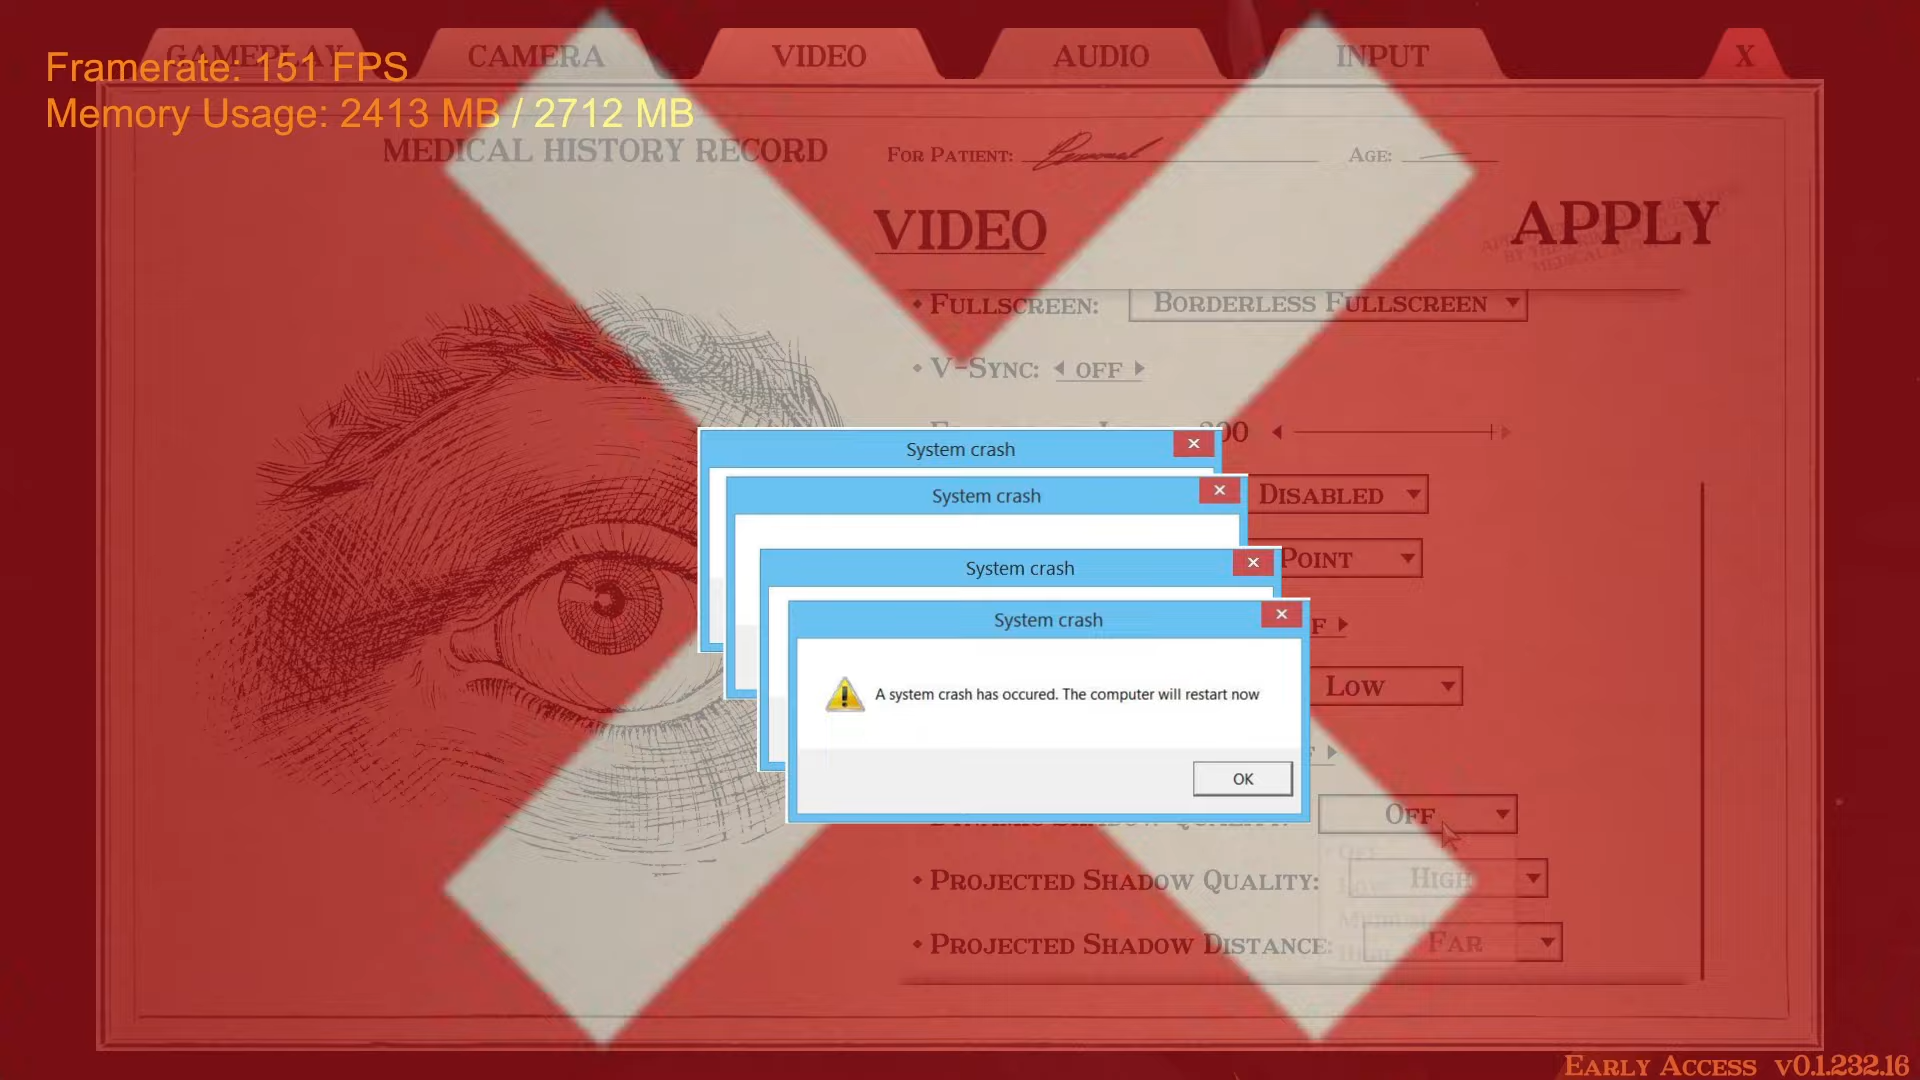 GAMEPLAY
CAMERA
VIDEO
AUDIO
INPUT
X
Framerate: 151 FPS
Memory Usage: 2413 MB / 2712 MB
MEDICAL HISTORY RECORD
FOR PATIENT:
AGE:
VIDEO
APPLY
• FULLSCREEN: BORDERLESS FULLSCREEN
• V-SYNC: OFF
System crash
DISABLED
System crash
POINT
System crash
System crash
A system crash has occured. The computer will restart now
LOW
OK
OFF
• PROJECTED SHADOW QUALITY: HIGH
• PROJECTED SHADOW DISTANCE: FAR
EARLY ACCESS v0.1.232.16